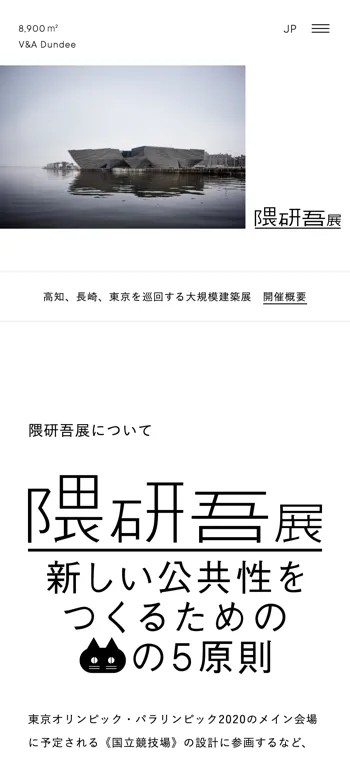 8,900㎡
V&A Dundee
JP
隈研吾展
高知、長崎、東京を巡回する大規模建築展 開催概要
隈研吾展について
隈研吾展
新しい公共性を
つくるための
の5原則
東京オリンピック・パラリンピック2020のメイン会場
に予定される《国立競技場》の設計に参画するなど、